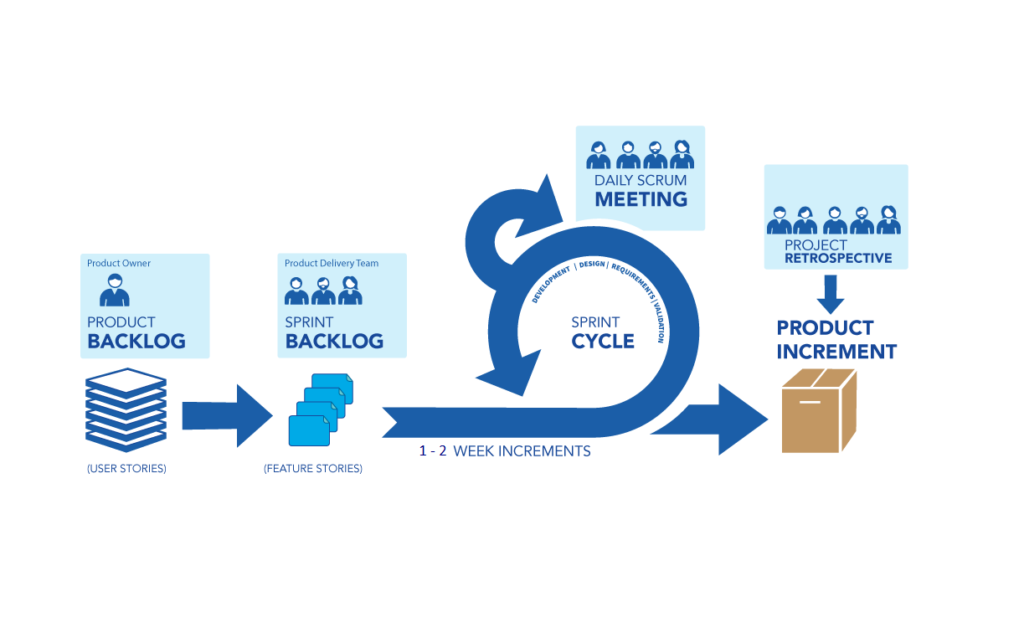 Product Owner
PRODUCT
BACKLOG
(USER STORIES)
Product Delivery Team
SPRINT
BACKLOG
(FEATURE STORIES)
DAILY SCRUM
MEETING
DEVELOPMENT | DESIGN | REQUIREMENTS | VALIDATION
SPRINT
CYCLE
1 - 2 WEEK INCREMENTS
PROJECT
RETROSPECTIVE
PRODUCT
INCREMENT